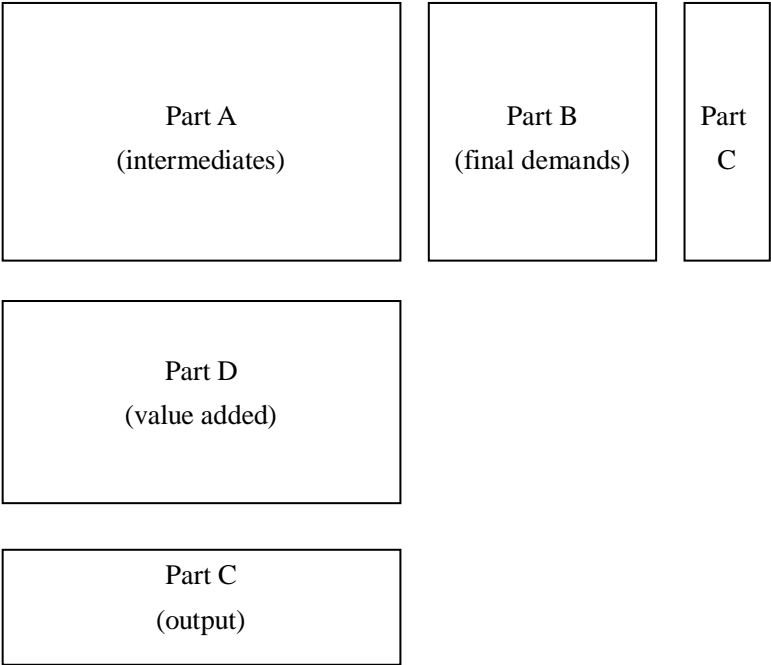 Part A
(intermediates)
Part B
(final demands)
Part
C
Part D
(value added)
Part C
(output)